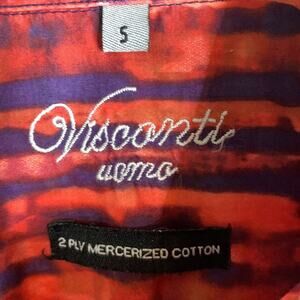 S
Visconti
uomo
2 PLY MERCERIZED COTTON